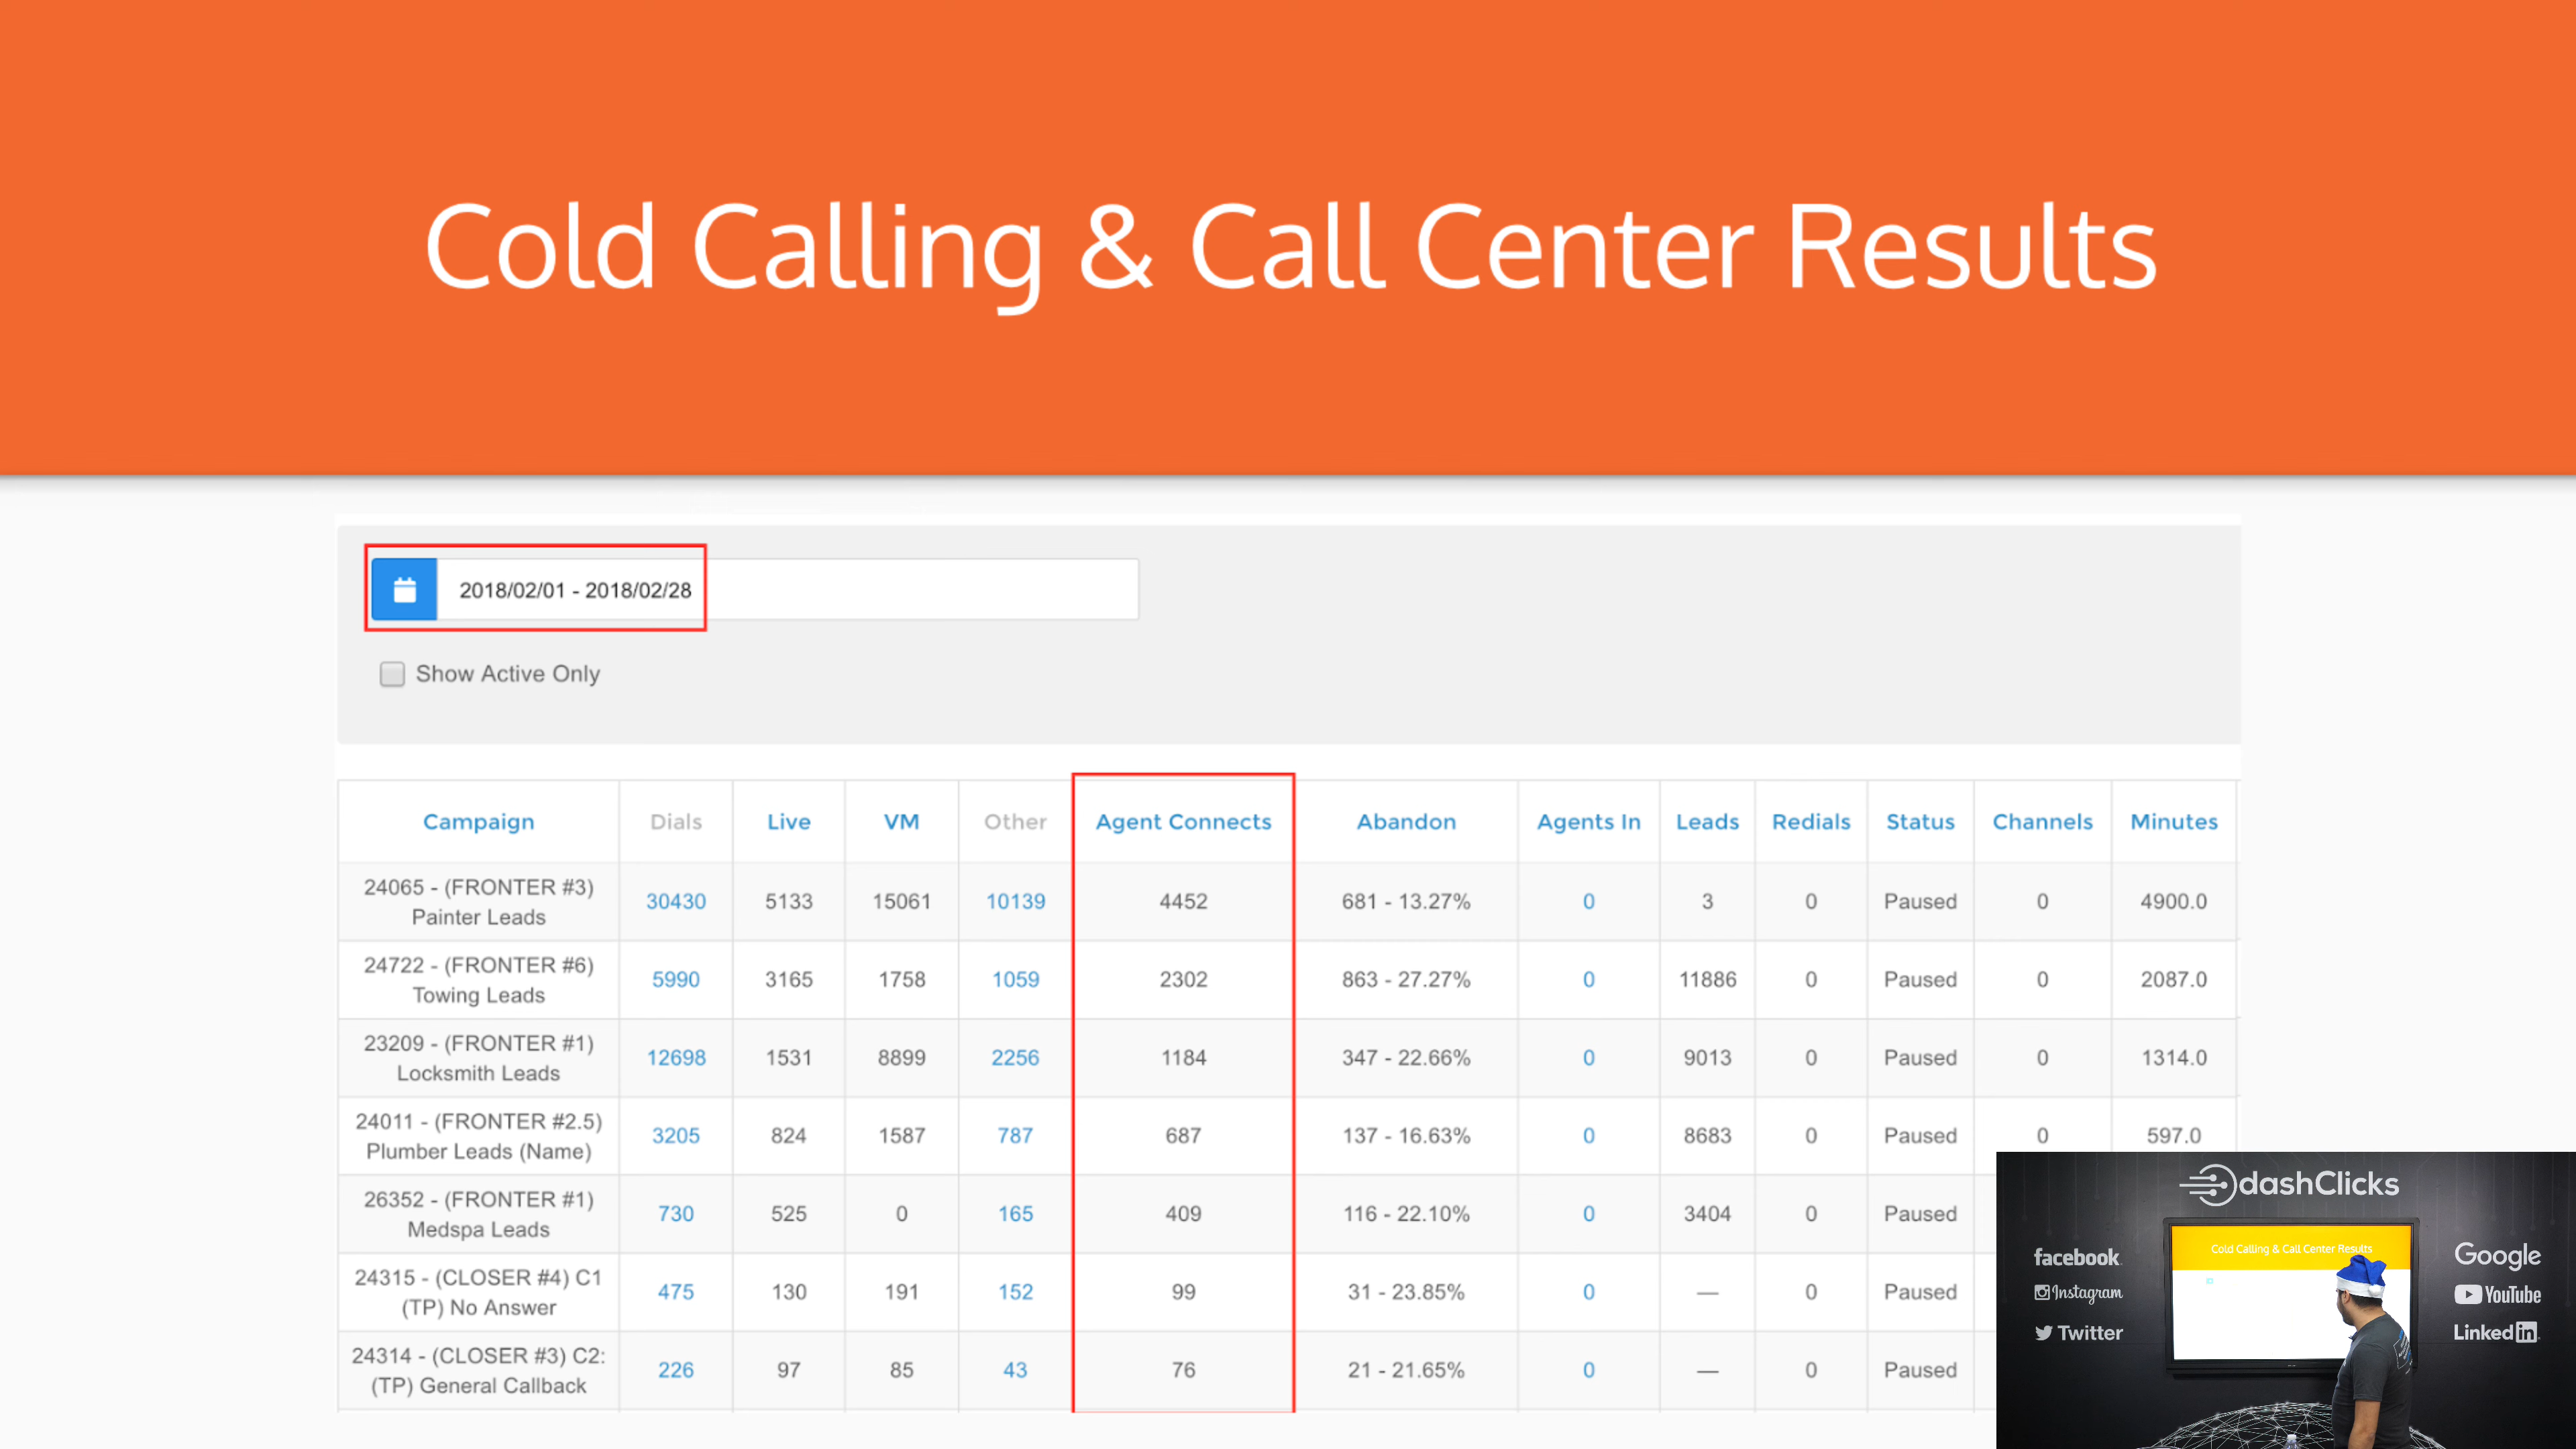 Cold Calling & Call Center Results
2018/02/01 - 2018/02/28
Show Active Only
Campaign Dials Live VM Other Agent Connects Abandon Agents In Leads Redials Status Channels Minutes
24065 - (FRONTER #3)
Painter Leads
30430 5133 15061 10139 4452 681 - 13.27% 0 3 0 Paused 0 4900.0
24722 - (FRONTER #6)
Towing Leads
5990 3165 1758 1059 2302 863 - 27.27% 0 11886 0 Paused 0 2087.0
23209 - (FRONTER #1)
Locksmith Leads
12698 1531 8899 2256 1184 347 - 22.66% 0 9013 0 Paused 0 1314.0
24011 - (FRONTER #2.5)
Plumber Leads (Name)
3205 824 1587 787 687 137 - 16.63% 0 8683 0 Paused 0 597.0
26352 - (FRONTER #1)
Medspa Leads
730 525 0 165 409 116 - 22.10% 0 3404 0 Paused
24315 - (CLOSER #4) C1
(TP) No Answer
475 130 191 152 99 31 - 23.85% 0 — 0 Paused
24314 - (CLOSER #3) C2:
(TP) General Callback
226 97 85 43 76 21 - 21.65% 0 — 0 Paused
dashClicks
Cold Calling & Call Center Results
facebook
Instagram
Twitter
Google
YouTube
Linked in